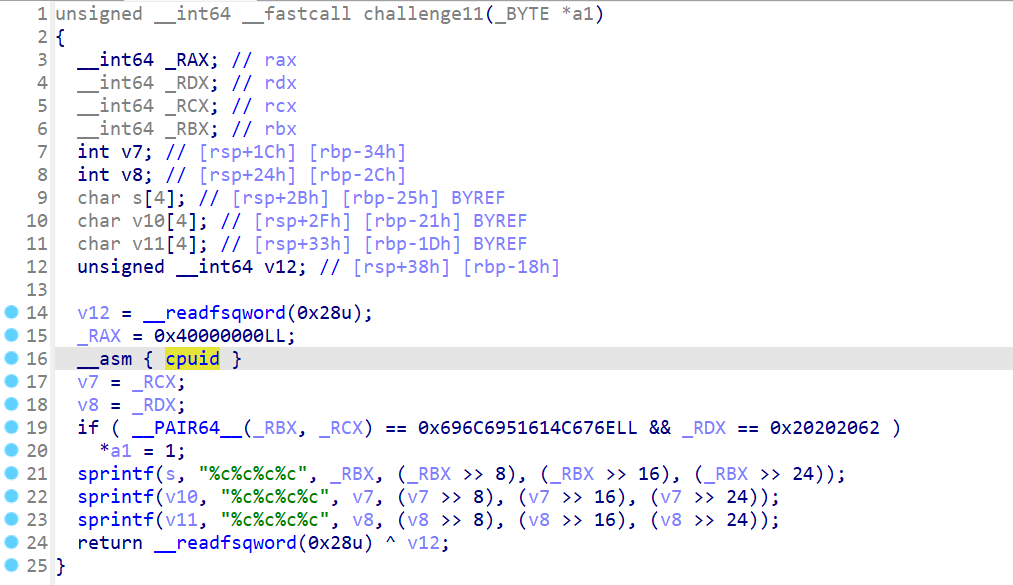 1 unsigned __int64 __fastcall challenge11(_BYTE *a1)
2 {
3 __int64 _RAX; // rax
4 __int64 _RDX; // rdx
5 __int64 _RCX; // rcx
6 __int64 _RBX; // rbx
7 int v7; // [rsp+1Ch] [rbp-34h]
8 int v8; // [rsp+24h] [rbp-2Ch]
9 char s[4]; // [rsp+2Bh] [rbp-25h] BYREF
10 char v10[4]; // [rsp+2Fh] [rbp-21h] BYREF
11 char v11[4]; // [rsp+33h] [rbp-1Dh] BYREF
12 unsigned __int64 v12; // [rsp+38h] [rbp-18h]
13
14 v12 = __readfsqword(0x28u);
15 _RAX = 0x40000000LL;
16 __asm { cpuid }
17 v7 = _RCX;
18 v8 = _RDX;
19 if ( __PAIR64__(_RBX, _RCX) == 0x696C6951614C676ELL && _RDX == 0x20202062 )
20 *a1 = 1;
21 sprintf(s, "%c%c%c%c", _RBX, (_RBX >> 8), (_RBX >> 16), (_RBX >> 24));
22 sprintf(v10, "%c%c%c%c", v7, (v7 >> 8), (v7 >> 16), (v7 >> 24));
23 sprintf(v11, "%c%c%c%c", v8, (v8 >> 8), (v8 >> 16), (v8 >> 24));
24 return __readfsqword(0x28u) ^ v12;
25 }